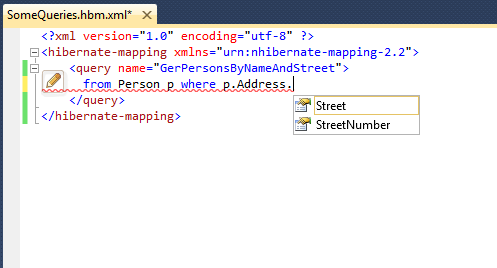 SomeQueries.hbm.xml*
<?xml version="1.0" encoding="utf-8" ?>
<hibernate-mapping xmlns="urn:nhibernate-mapping-2.2">
<query name="GerPersonsByNameAndStreet">
from Person p where p.Address.
Street
</query>
StreetNumber
</hibernate-mapping>